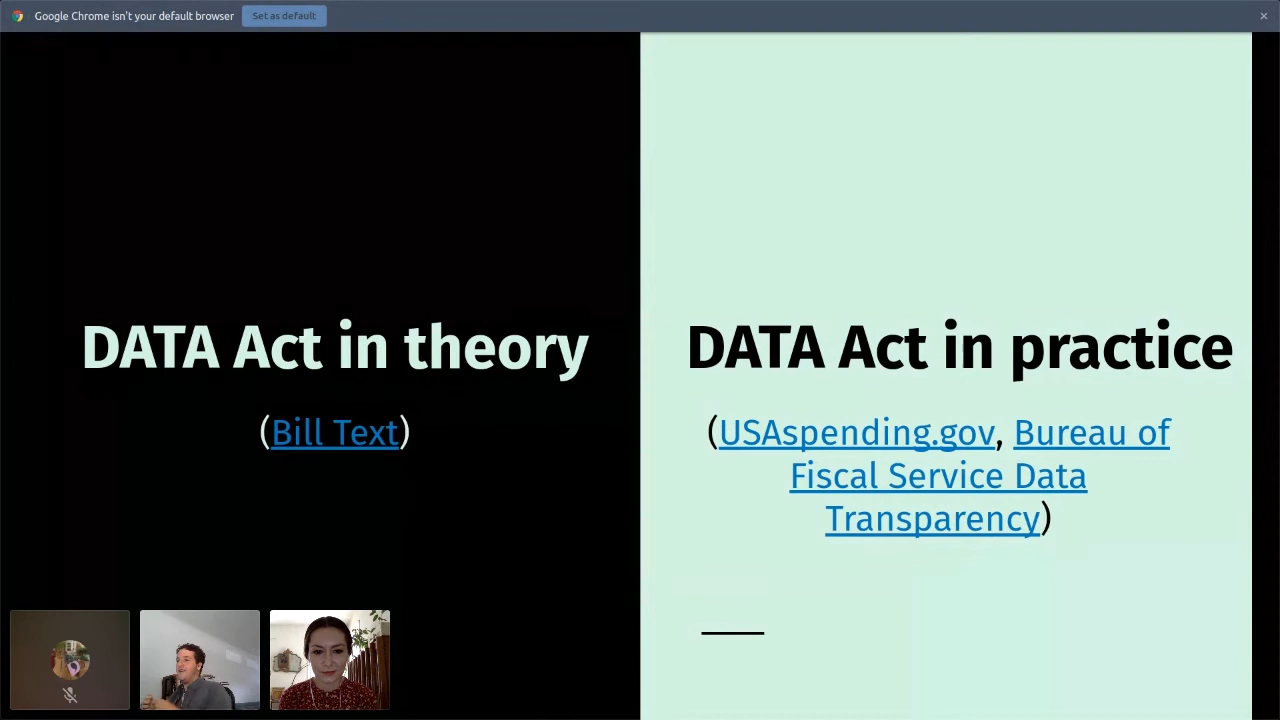 Google Chrome isn't your default browser
Set as default
DATA Act in theory
(Bill Text)
DATA Act in practice
(USAspending.gov, Bureau of
Fiscal Service Data
Transparency)